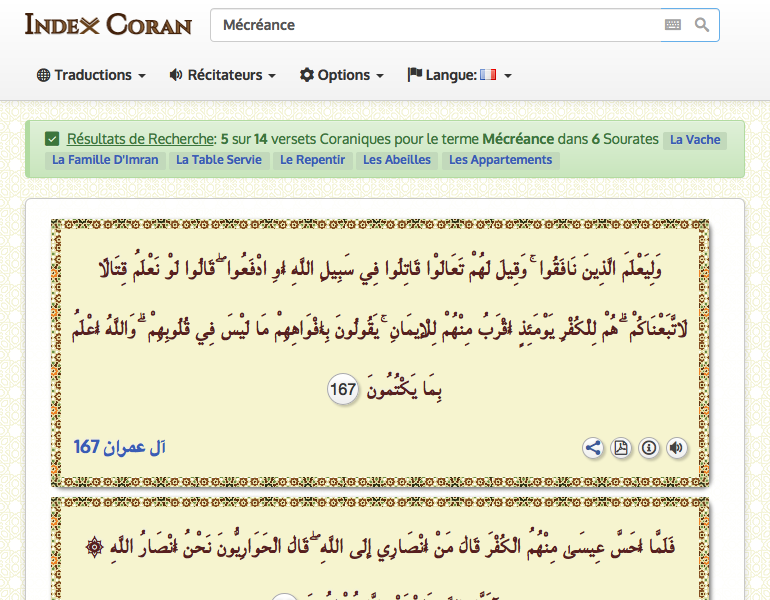 INDEX CORAN
Mécréance
Traductions Récitateurs Options Langue:
Résultats de Recherche: 5 sur 14 versets Coraniques pour le terme Mécréance dans 6 Sourates La Vache
La Famille D'Imran La Table Servie Le Repentir Les Abeilles Les Appartements
وَلِيَعْلَمَ الَّذِينَ نَافَقُوا ۚ وَقِيلَ لَهُمْ تَعَالَوْا قَاتِلُوا فِي سَبِيلِ اللَّهِ أَوِ ادْفَعُوا ۖ قَالُوا لَوْ نَعْلَمُ قِتَالًا
لَاتَّبَعْنَاكُمْ ۗ هُمْ لِلْكُفْرِ يَوْمَئِذٍ أَقْرَبُ مِنْهُمْ لِلْإِيمَانِ ۚ يَقُولُونَ بِأَفْوَاهِهِمْ مَا لَيْسَ فِي قُلُوبِهِمْ ۗ وَاللَّهُ أَعْلَمُ
بِمَا يَكْتُمُونَ 167
آل عمران 167
۞ فَلَمَّا أَحَسَّ عِيسَىٰ مِنْهُمُ الْكُفْرَ قَالَ مَنْ أَنْصَارِي إِلَى اللَّهِ ۖ قَالَ الْحَوَارِيُّونَ نَحْنُ أَنْصَارُ اللَّهِ